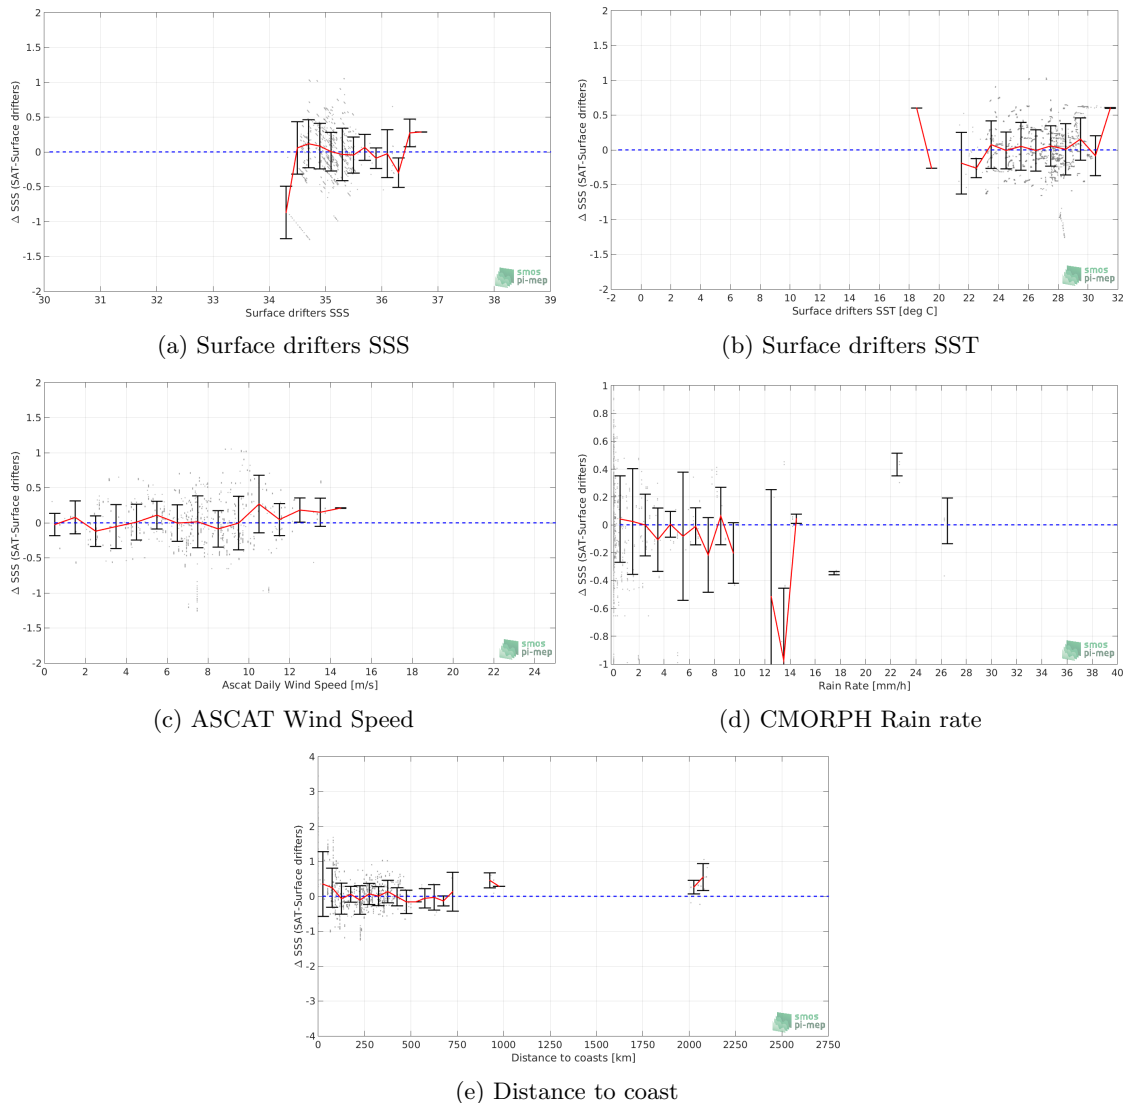 2
1.5
1
0.5
0
-0.5
-1
-1.5
-2
Δ SSS (SAT-Surface drifters)
30 31 32 33 34 35 36 37 38 39
Surface drifters SSS
smos
pi-mep
(a) Surface drifters SSS
2
1.5
1
0.5
0
-0.5
-1
-1.5
-2
Δ SSS (SAT-Surface drifters)
-2 0 2 4 6 8 10 12 14 16 18 20 22 24 26 28 30 32
Surface drifters SST [deg C]
smos
pi-mep
(b) Surface drifters SST
2
1.5
1
0.5
0
-0.5
-1
-1.5
-2
Δ SSS (SAT-Surface drifters)
0 2 4 6 8 10 12 14 16 18 20 22 24
Ascat Daily Wind Speed [m/s]
smos
pi-mep
(c) ASCAT Wind Speed
1
0.8
0.6
0.4
0.2
0
-0.2
-0.4
-0.6
-0.8
-1
Δ SSS (SAT-Surface drifters)
0 2 4 6 8 10 12 14 16 18 20 22 24 26 28 30 32 34 36 38 40
Rain Rate [mm/h]
smos
pi-mep
(d) CMORPH Rain rate
4
3
2
1
0
-1
-2
-3
-4
Δ SSS (SAT-Surface drifters)
0 250 500 750 1000 1250 1500 1750 2000 2250 2500 2750
Distance to coasts [km]
smos
pi-mep
(e) Distance to coast